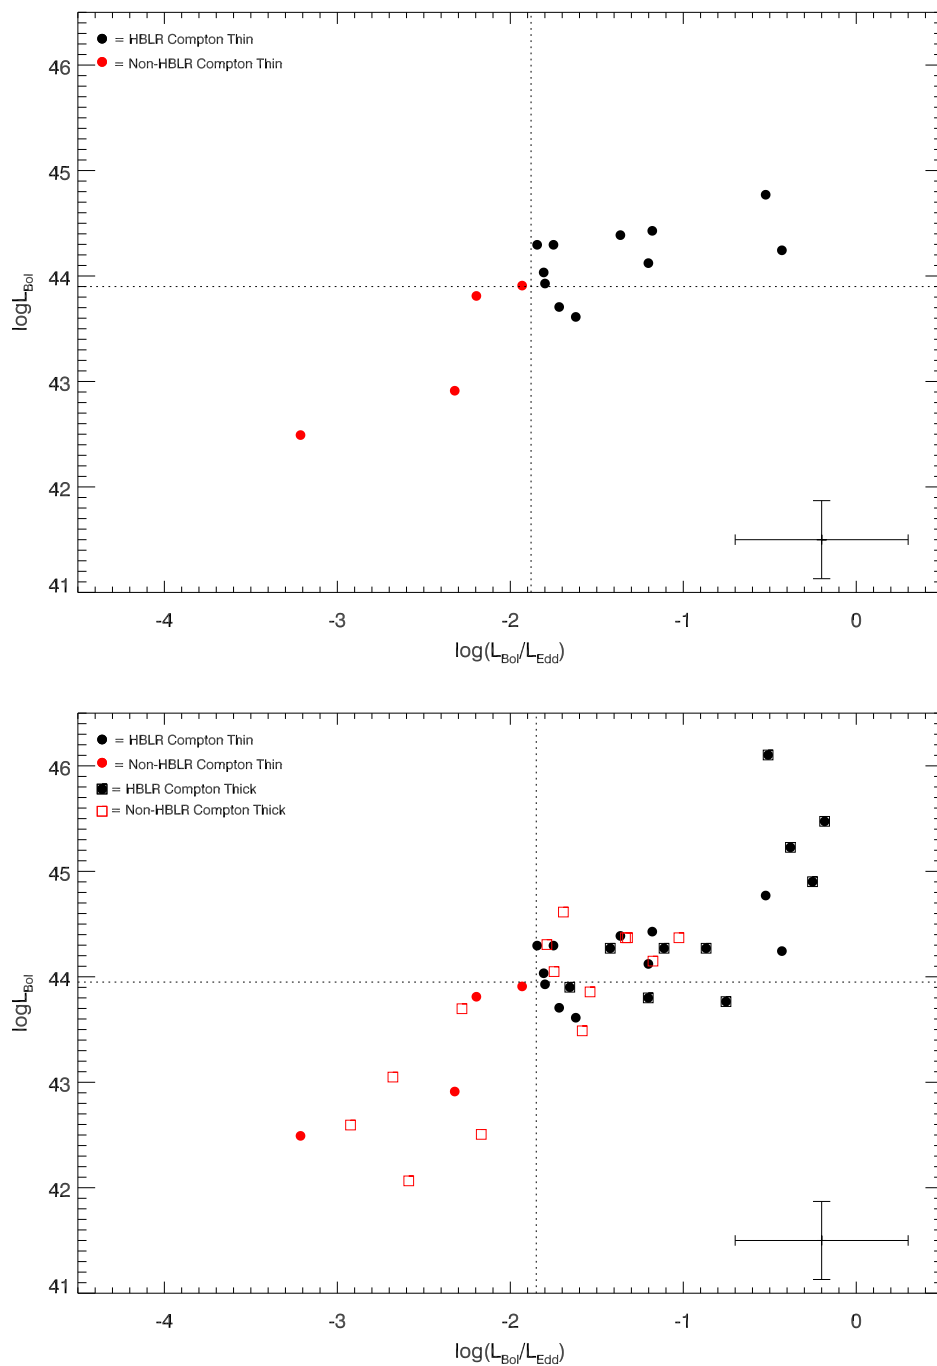 46
45
44
43
42
41
logL_Bol
= HBLR Compton Thin
= Non-HBLR Compton Thin
-4 -3 -2 -1 0
log(L_Bol/L_Edd)
46
45
44
43
42
41
logL_Bol
= HBLR Compton Thin
= Non-HBLR Compton Thin
= HBLR Compton Thick
= Non-HBLR Compton Thick
-4 -3 -2 -1 0
log(L_Bol/L_Edd)